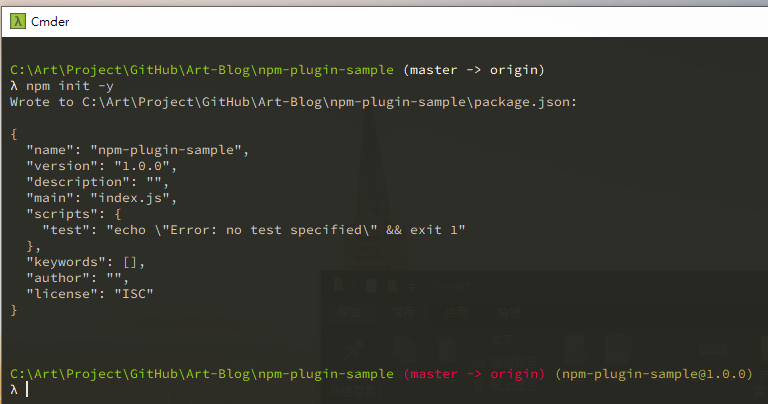 λ Cmder
C:\Art\Project\GitHub\Art-Blog\npm-plugin-sample (master -> origin)
λ npm init -y
Wrote to C:\Art\Project\GitHub\Art-Blog\npm-plugin-sample\package.json:
{
  "name": "npm-plugin-sample",
  "version": "1.0.0",
  "description": "",
  "main": "index.js",
  "scripts": {
    "test": "echo \"Error: no test specified\" && exit 1"
  },
  "keywords": [],
  "author": "",
  "license": "ISC"
}
C:\Art\Project\GitHub\Art-Blog\npm-plugin-sample (master -> origin) (npm-plugin-sample@1.0.0)
λ